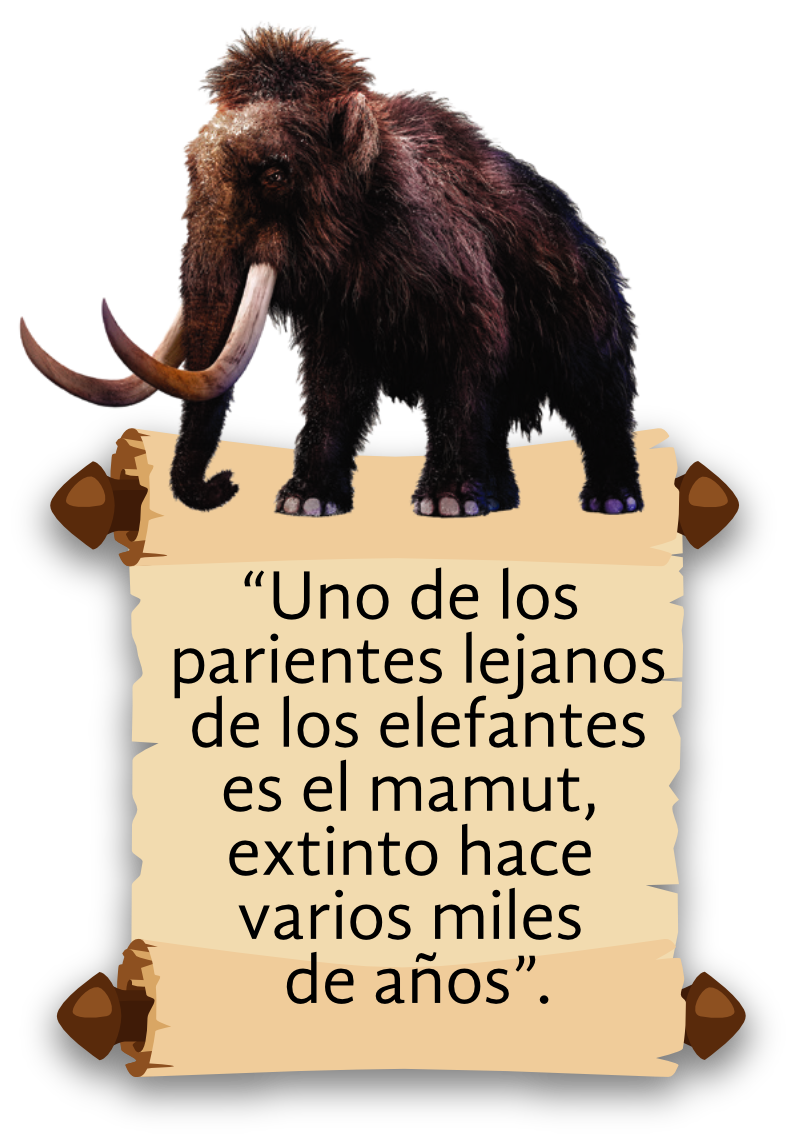 “Uno de los
parientes lejanos
de los elefantes
es el mamut,
extinto hace
varios miles
de años”.